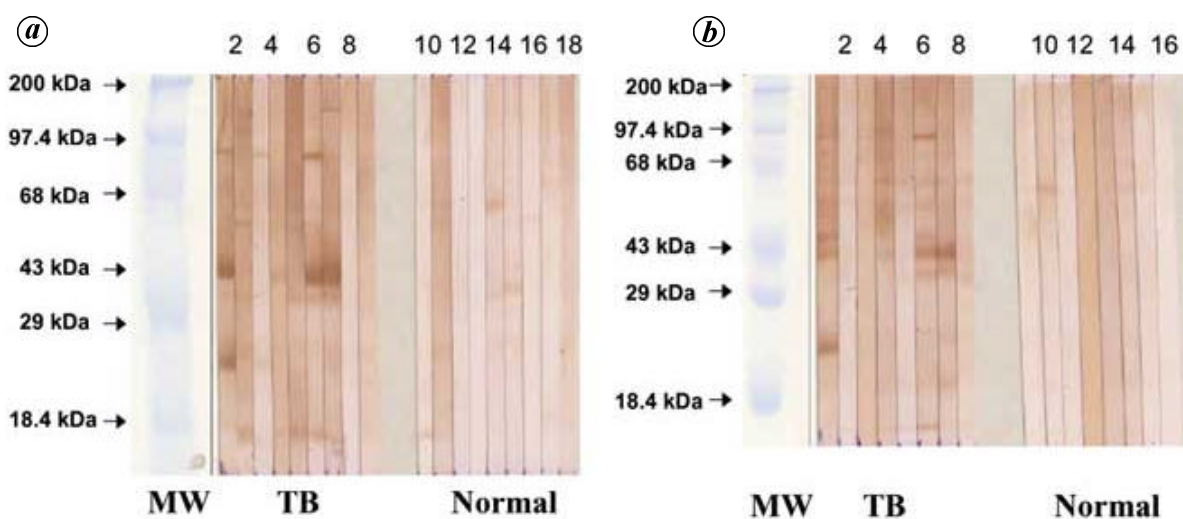 a
2 4 6 8 10 12 14 16 18
200 kDa
97.4 kDa
68 kDa
43 kDa
29 kDa
18.4 kDa
MW TB Normal
b
2 4 6 8 10 12 14 16
200 kDa
97.4 kDa
68 kDa
43 kDa
29 kDa
18.4 kDa
MW TB Normal